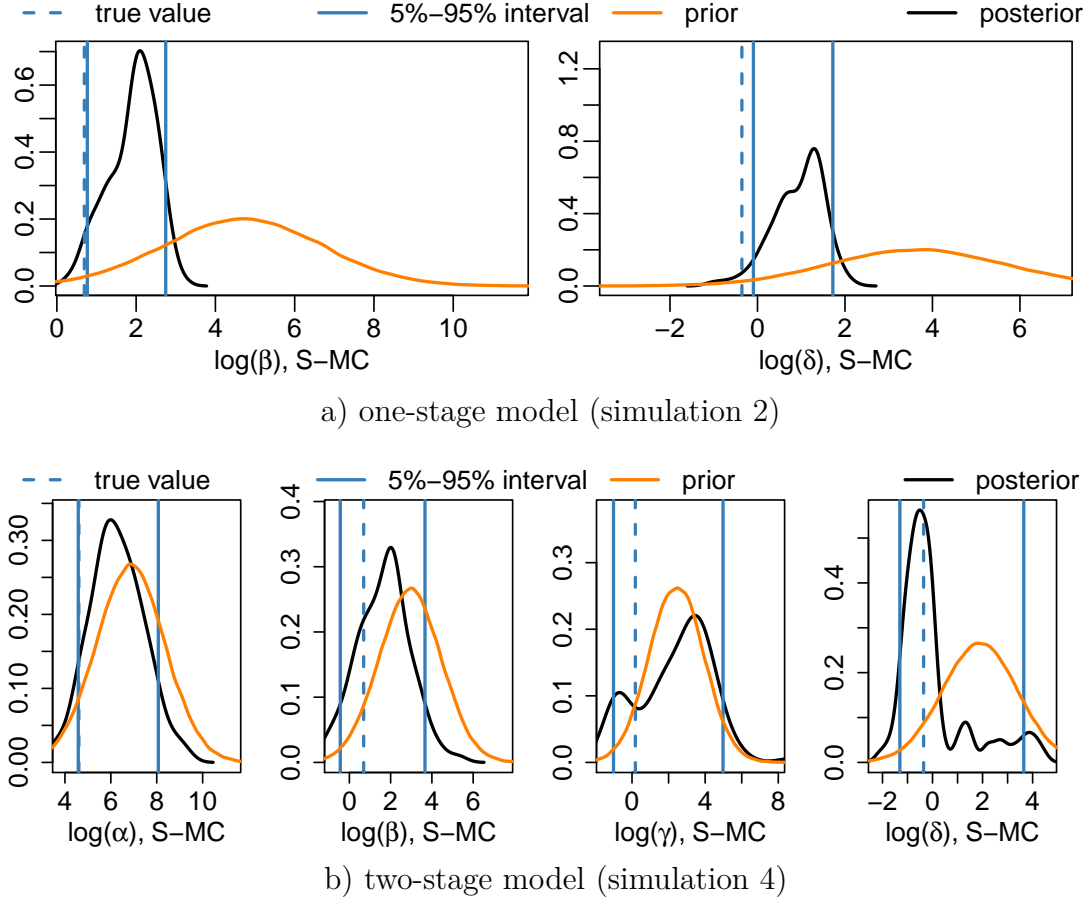 true value 5%−95% interval prior posterior
0.0 0.2 0.4 0.6
0 2 4 6 8 10
log(β), S−MC
0.0 0.4 0.8 1.2
−2 0 2 4 6
log(δ), S−MC
a) one-stage model (simulation 2)
true value 5%−95% interval prior posterior
0.00 0.10 0.20 0.30
4 6 8 10
log(α), S−MC
0.0 0.1 0.2 0.3 0.4
0 2 4 6
log(β), S−MC
0.0 0.1 0.2 0.3
0 4 8
log(γ), S−MC
0.0 0.2 0.4
−2 0 2 4
log(δ), S−MC
b) two-stage model (simulation 4)